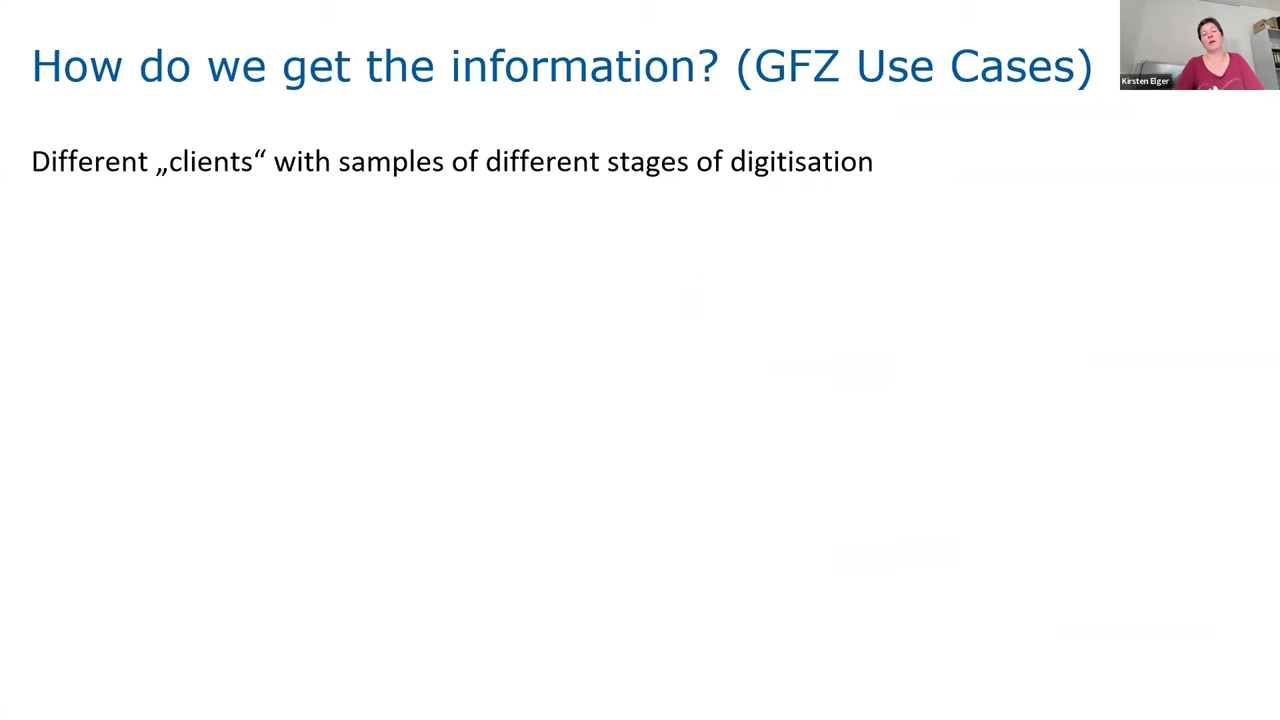 How do we get the information? (GFZ Use Cases)
Kirsten Elger
Different „clients“ with samples of different stages of digitisation